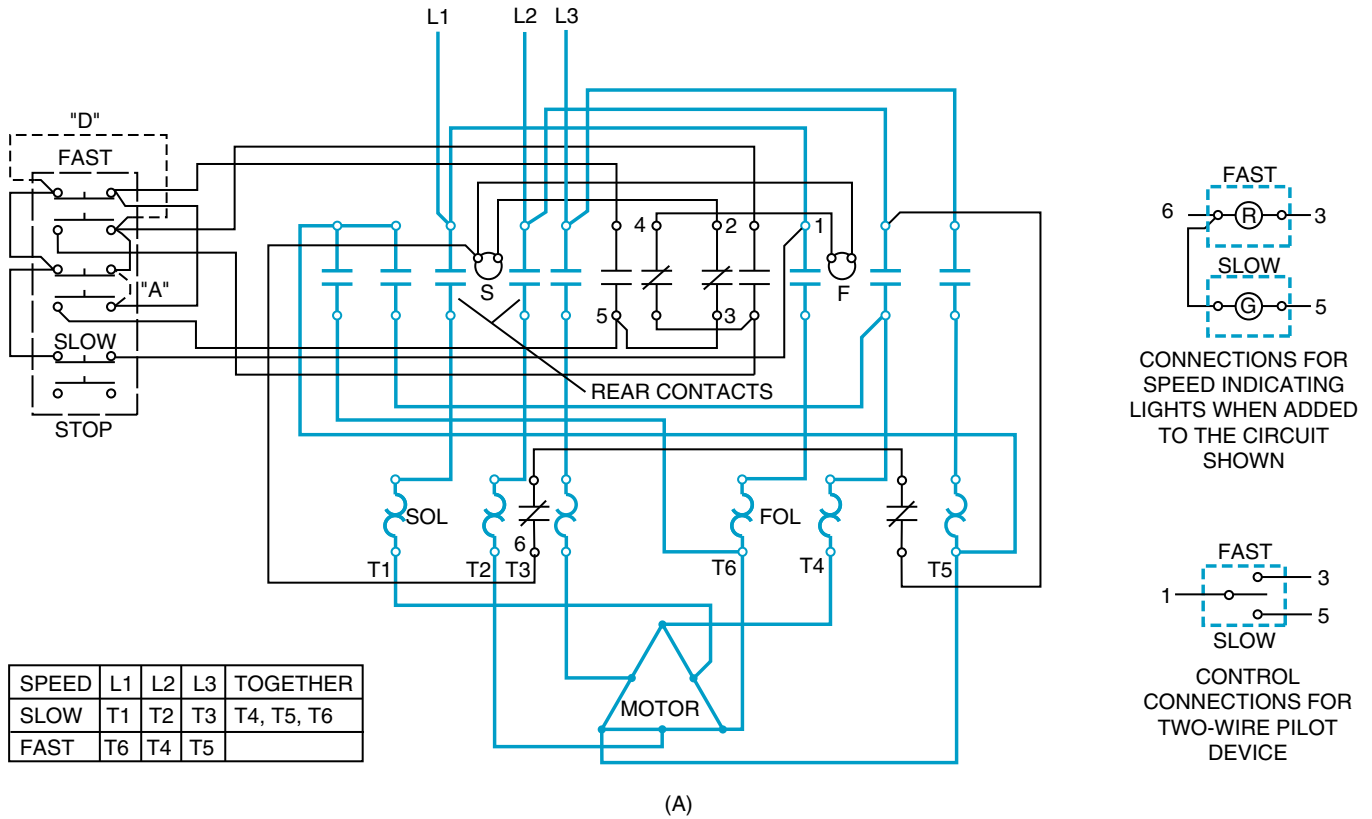 L1 L2 L3
"D"
FAST
"A"
SLOW
STOP
4 2 1
S F
5 3
REAR CONTACTS
SOL FOL
6
T1 T2 T3 T6 T4 T5
MOTOR
SPEED L1 L2 L3 TOGETHER
SLOW T1 T2 T3 T4, T5, T6
FAST T6 T4 T5
(A)
FAST
6 R 3
SLOW
G 5
CONNECTIONS FOR
SPEED INDICATING
LIGHTS WHEN ADDED
TO THE CIRCUIT
SHOWN
FAST
3
1
5
SLOW
CONTROL
CONNECTIONS FOR
TWO-WIRE PILOT
DEVICE